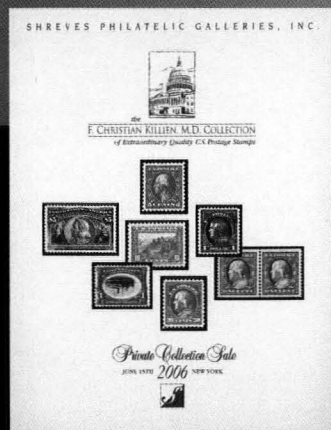 SHREVES PHILATELIC GALLERIES, INC.
the
F. CHRISTIAN KILLIEN, M.D. COLLECTION
of Extraordinary Quality U.S. Postage Stamps
Private Collection Sale
JUNE 15TH 2006 NEW YORK